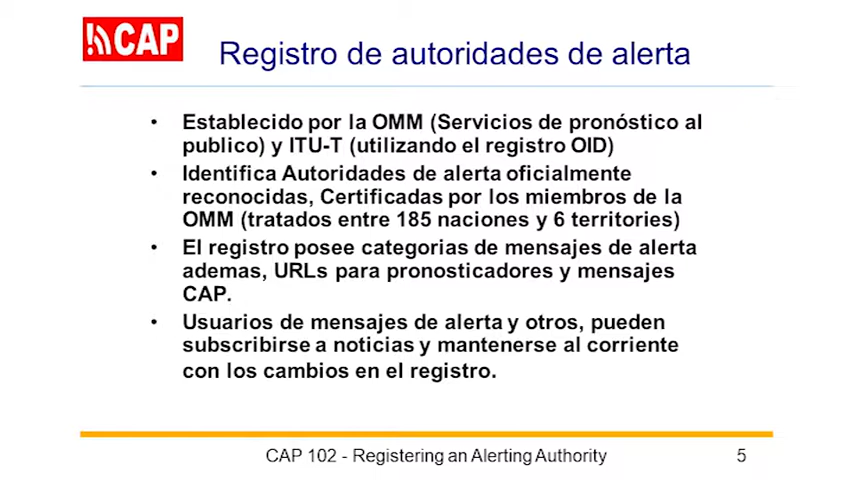 CAP
Registro de autoridades de alerta
• Establecido por la OMM (Servicios de pronóstico al
publico) y ITU-T (utilizando el registro OID)
• Identifica Autoridades de alerta oficialmente
reconocidas, Certificadas por los miembros de la
OMM (tratados entre 185 naciones y 6 territories)
• El registro posee categorias de mensajes de alerta
ademas, URLs para pronosticadores y mensajes
CAP.
• Usuarios de mensajes de alerta y otros, pueden
subscribirse a noticias y mantenerse al corriente
con los cambios en el registro.
CAP 102 - Registering an Alerting Authority 5